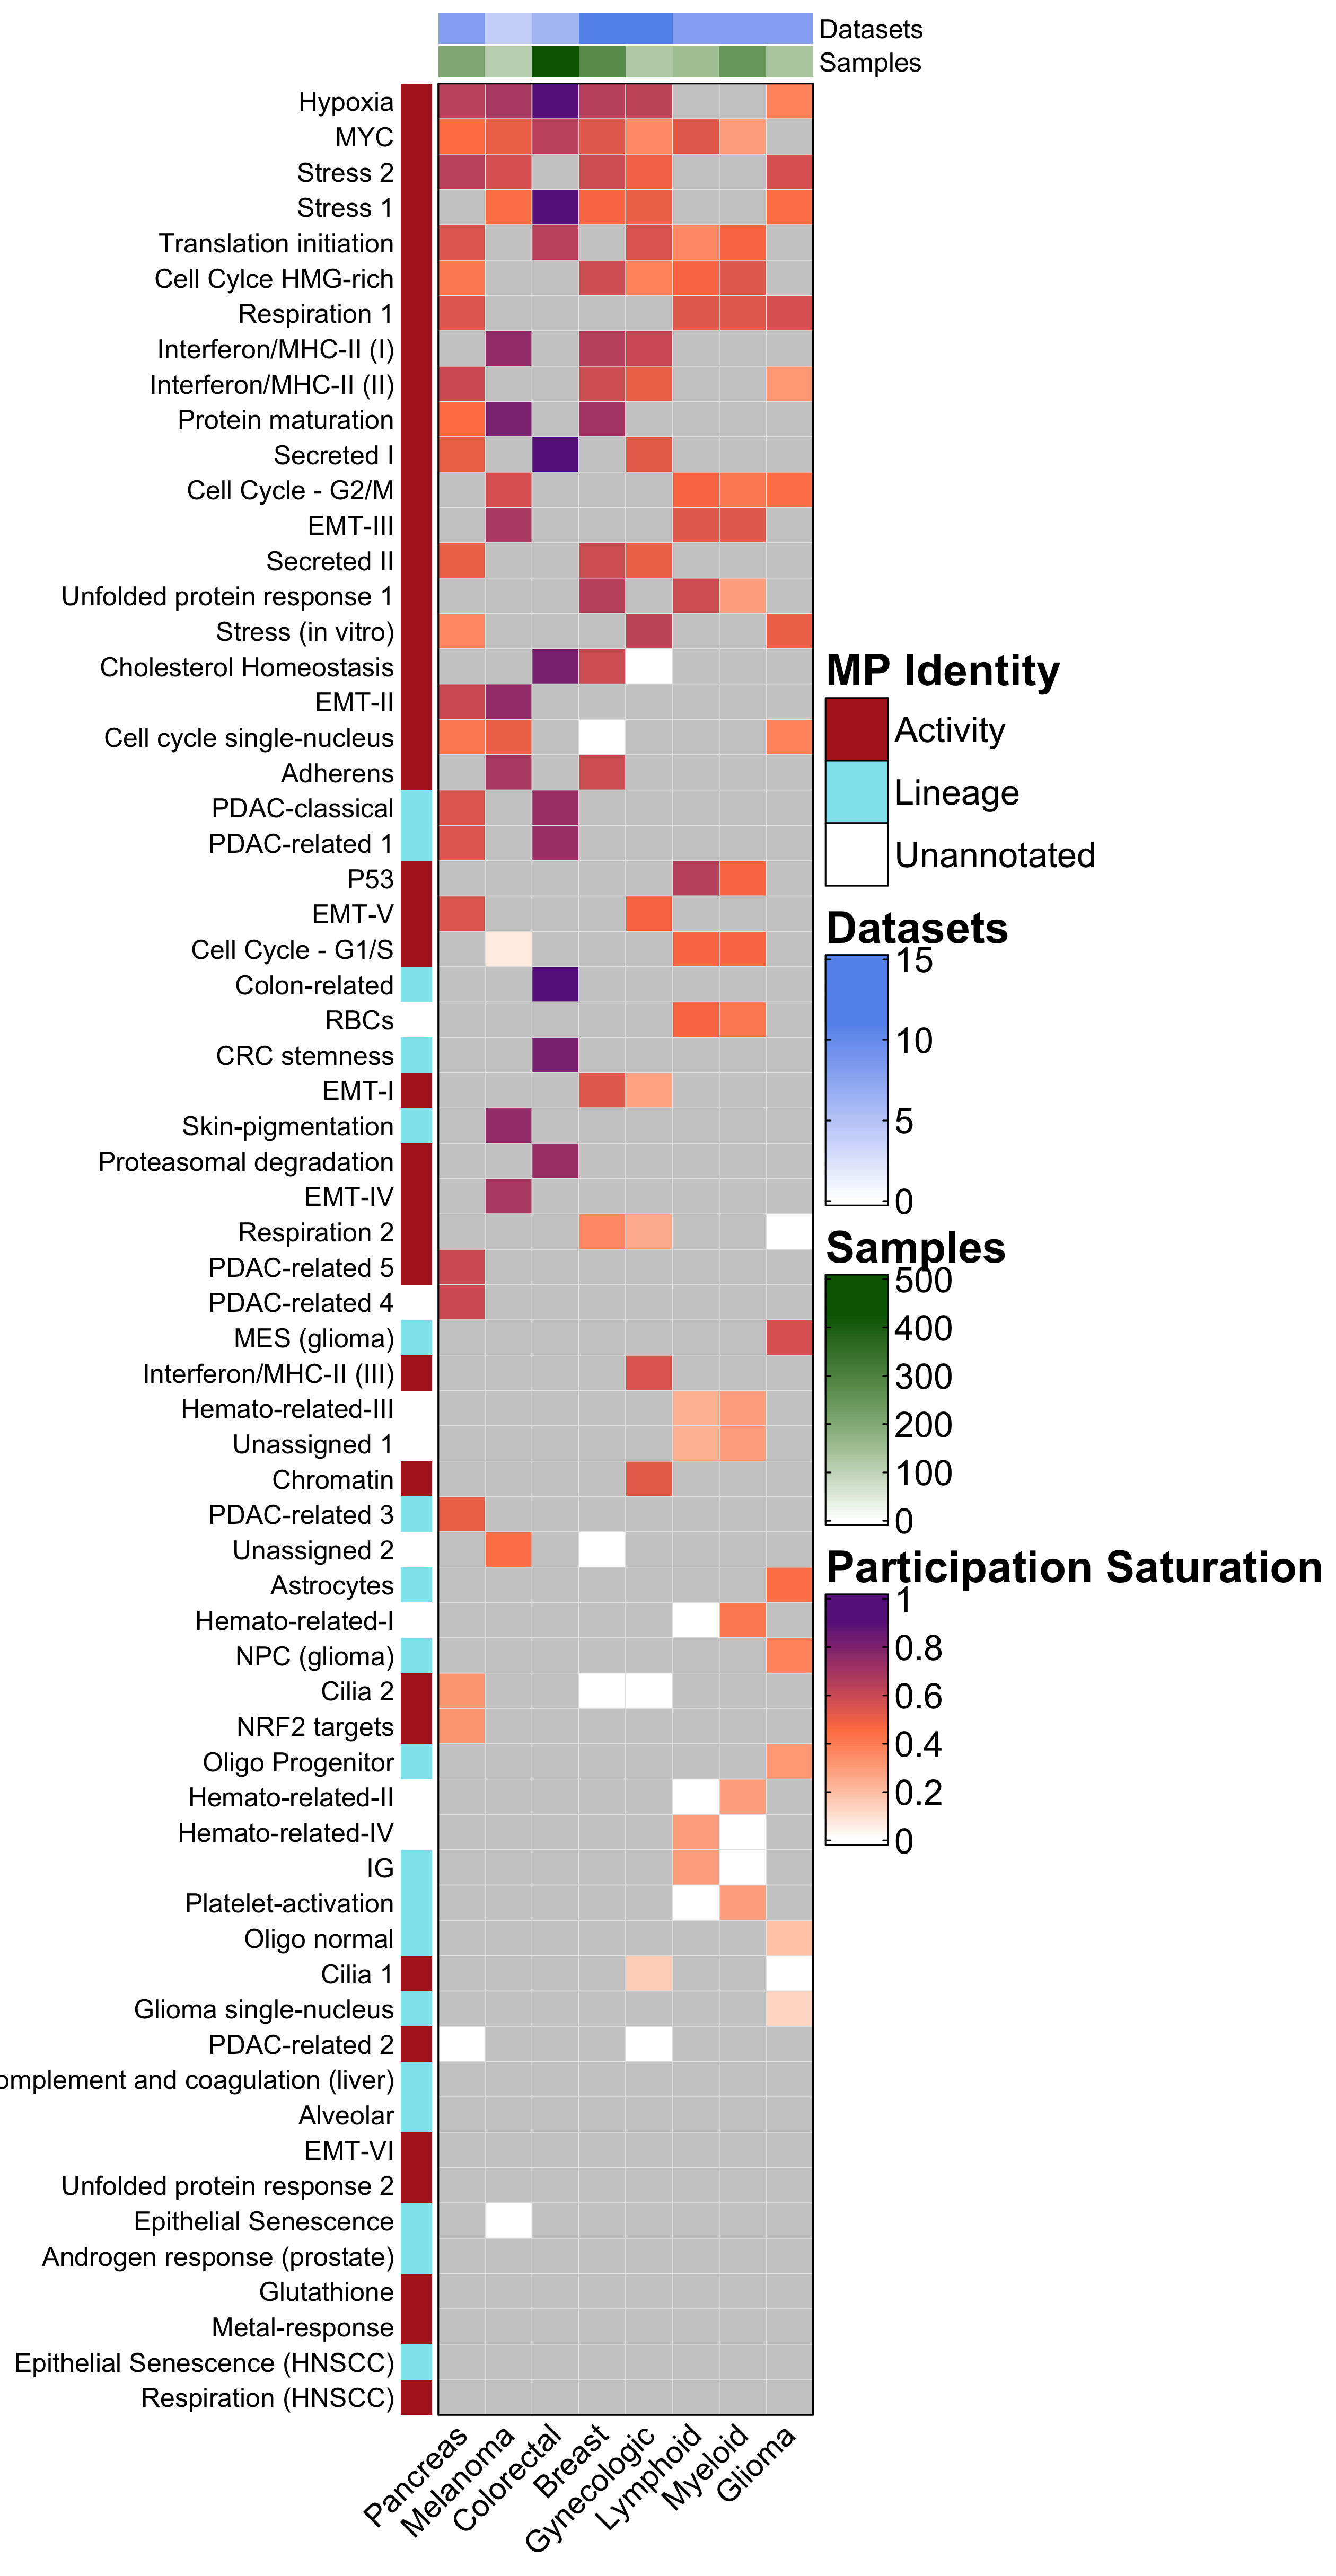 Datasets
Samples
Hypoxia
MYC
Stress 2
Stress 1
Translation initiation
Cell Cylce HMG-rich
Respiration 1
Interferon/MHC-II (I)
Interferon/MHC-II (II)
Protein maturation
Secreted I
Cell Cycle - G2/M
EMT-III
Secreted II
Unfolded protein response 1
Stress (in vitro)
Cholesterol Homeostasis
EMT-II
Cell cycle single-nucleus
Adherens
PDAC-classical
PDAC-related 1
P53
EMT-V
Cell Cycle - G1/S
Colon-related
RBCs
CRC stemness
EMT-I
Skin-pigmentation
Proteasomal degradation
EMT-IV
Respiration 2
PDAC-related 5
PDAC-related 4
MES (glioma)
Interferon/MHC-II (III)
Hemato-related-III
Unassigned 1
Chromatin
PDAC-related 3
Unassigned 2
Astrocytes
Hemato-related-I
NPC (glioma)
Cilia 2
NRF2 targets
Oligo Progenitor
Hemato-related-II
Hemato-related-IV
IG
Platelet-activation
Oligo normal
Cilia 1
Glioma single-nucleus
PDAC-related 2
omplement and coagulation (liver)
Alveolar
EMT-VI
Unfolded protein response 2
Epithelial Senescence
Androgen response (prostate)
Glutathione
Metal-response
Epithelial Senescence (HNSCC)
Respiration (HNSCC)
Pancreas
Melanoma
Colorectal
Breast
Gynecologic
Lymphoid
Myeloid
Glioma
MP Identity
Activity
Lineage
Unannotated
Datasets
15
10
5
0
Samples
500
400
300
200
100
0
Participation Saturation
1
0.8
0.6
0.4
0.2
0